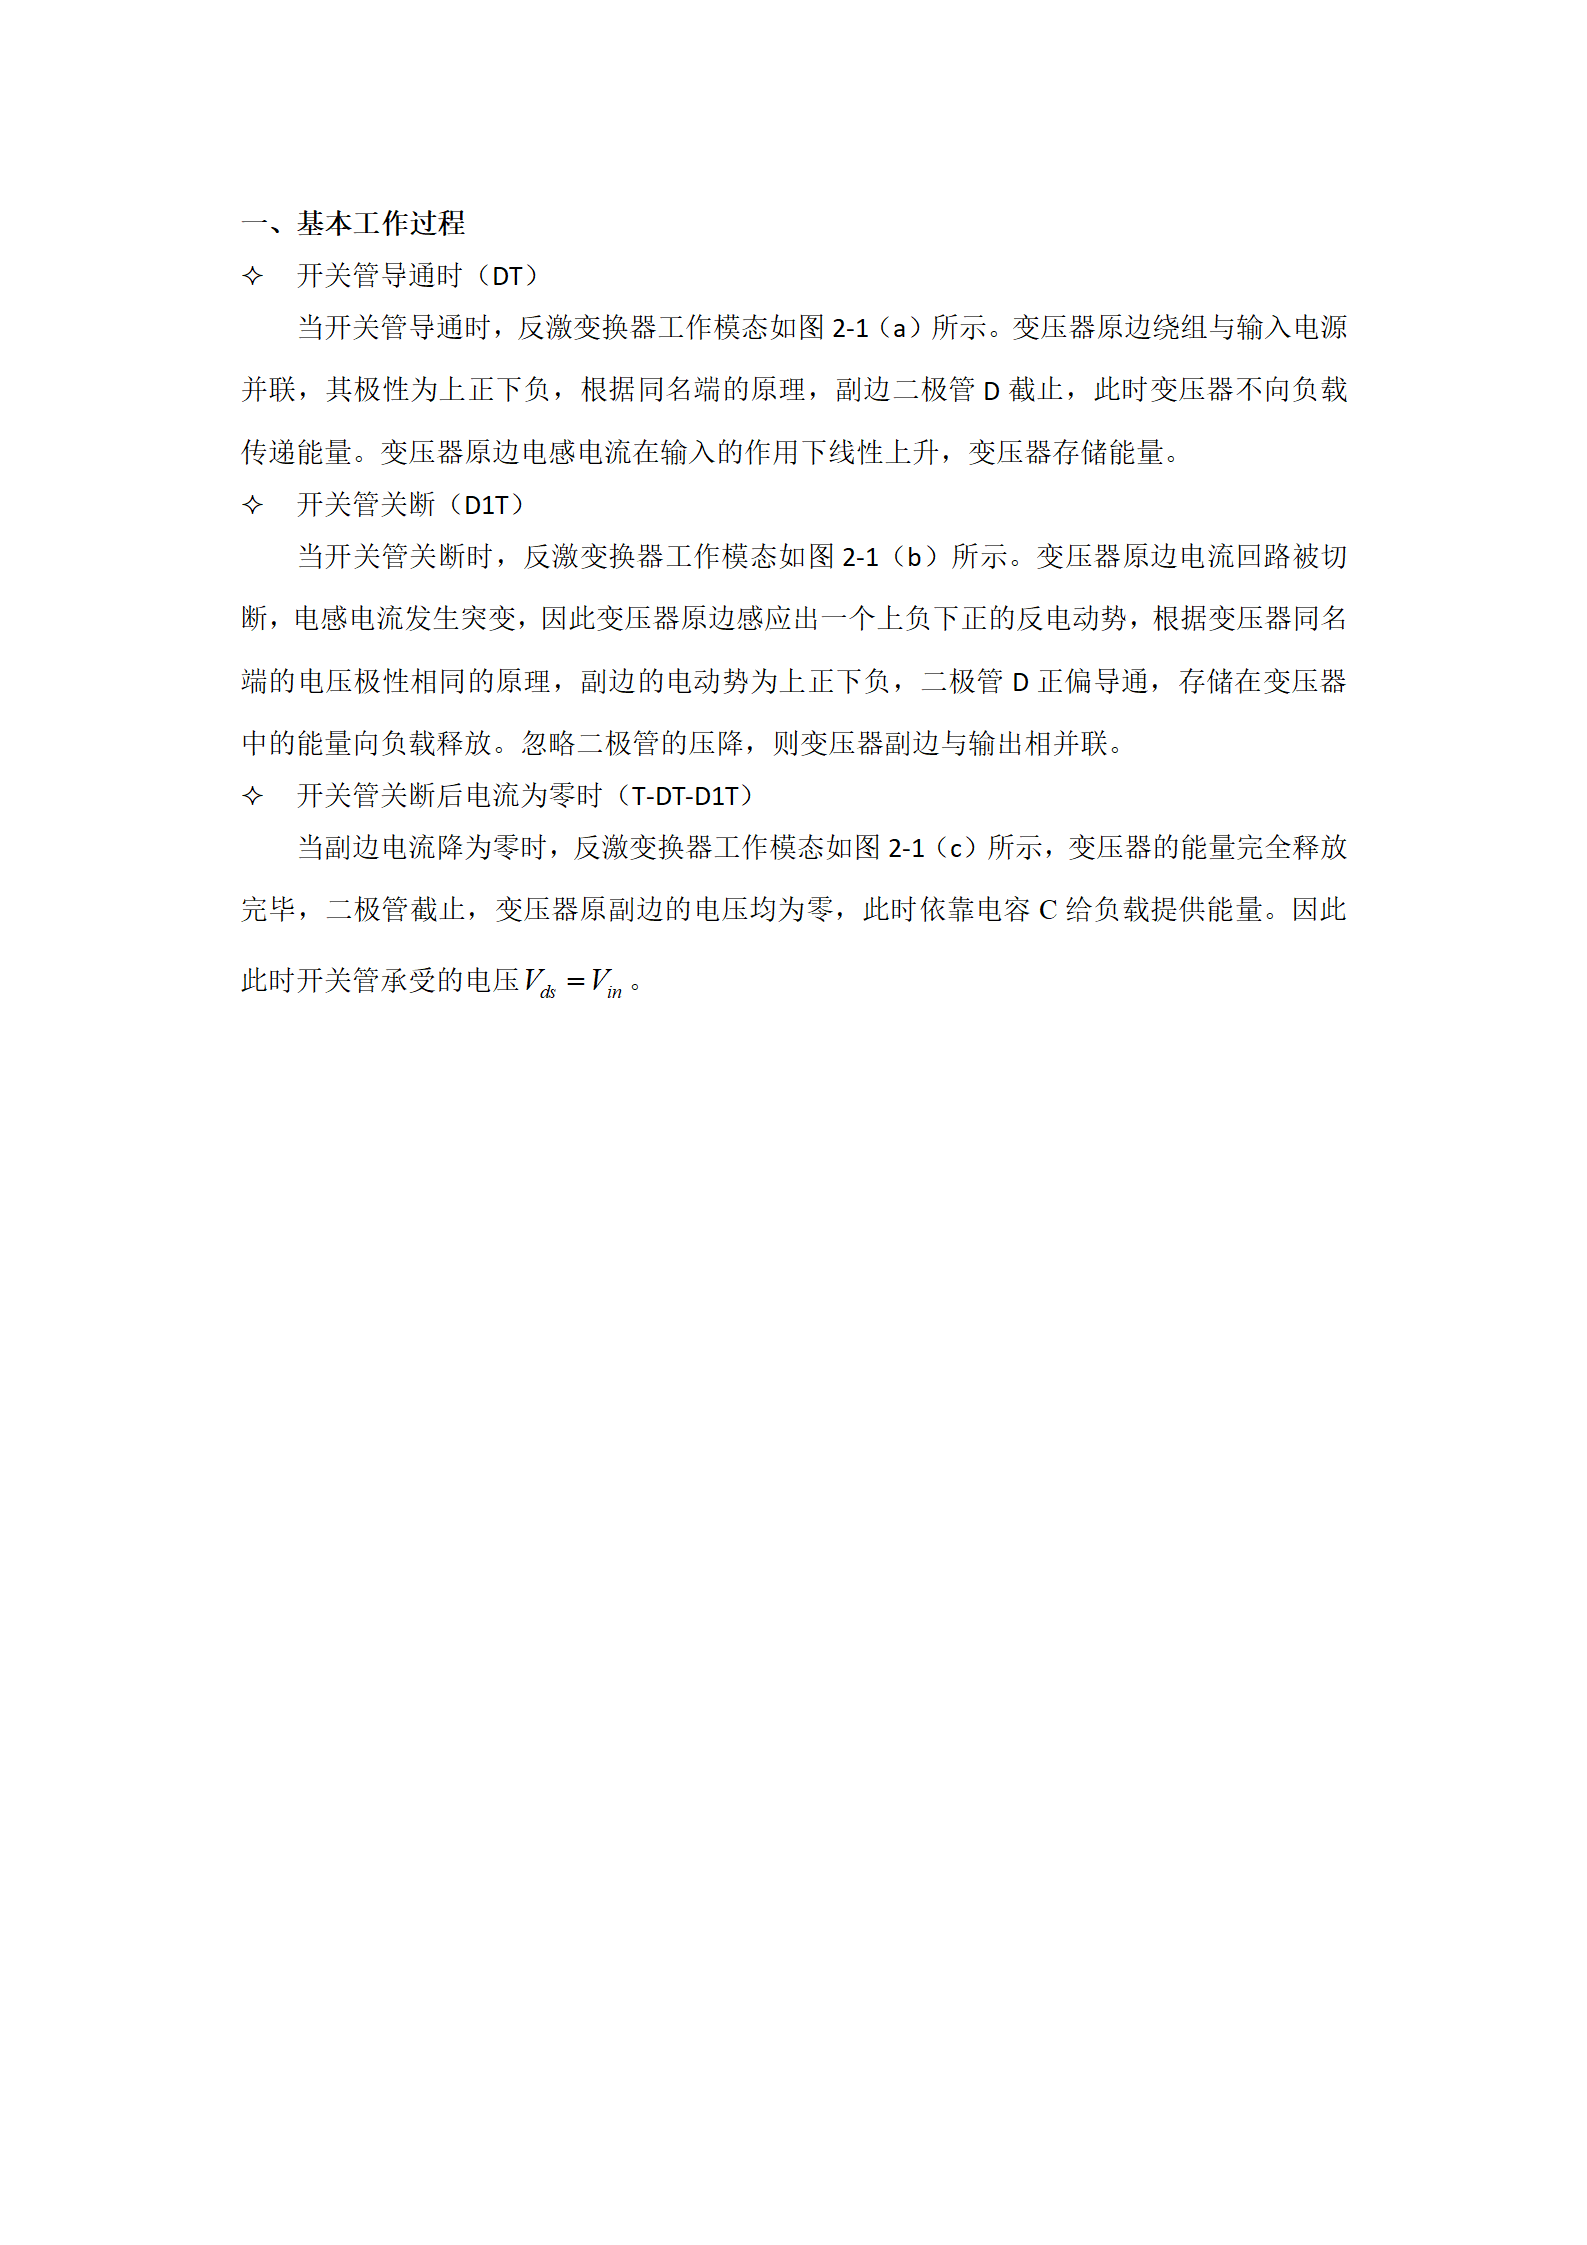 一、基本工作过程
✧ 开关管导通时（DT）
当开关管导通时，反激变换器工作模态如图 2-1（a）所示。变压器原边绕组与输入电源
并联，其极性为上正下负，根据同名端的原理，副边二极管 D 截止，此时变压器不向负载
传递能量。变压器原边电感电流在输入的作用下线性上升，变压器存储能量。
✧ 开关管关断（D1T）
当开关管关断时，反激变换器工作模态如图 2-1（b）所示。变压器原边电流回路被切
断，电感电流发生突变，因此变压器原边感应出一个上负下正的反电动势，根据变压器同名
端的电压极性相同的原理，副边的电动势为上正下负，二极管 D 正偏导通，存储在变压器
中的能量向负载释放。忽略二极管的压降，则变压器副边与输出相并联。
✧ 开关管关断后电流为零时（T-DT-D1T）
当副边电流降为零时，反激变换器工作模态如图 2-1（c）所示，变压器的能量完全释放
完毕，二极管截止，变压器原副边的电压均为零，此时依靠电容 C 给负载提供能量。因此
此时开关管承受的电压 V_{ds} = V_{in} 。